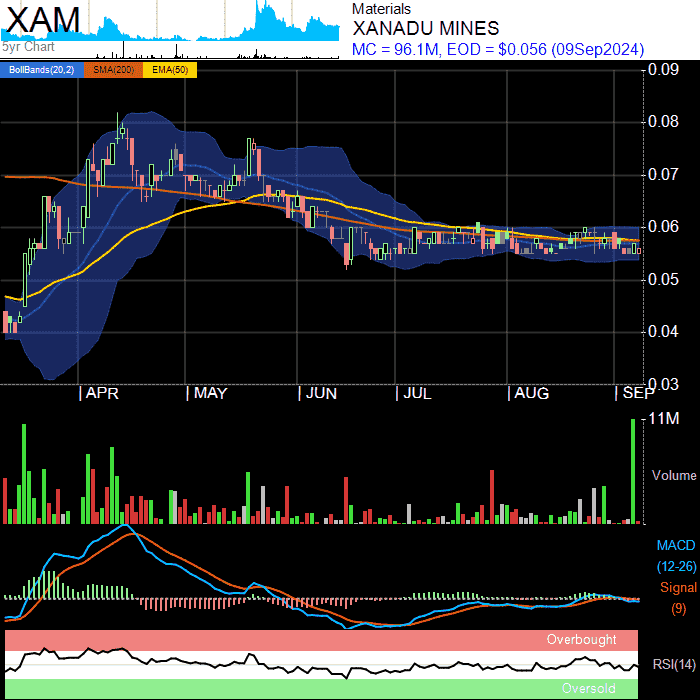 XAM
5yr Chart
Materials
XANADU MINES
MC = 96.1M, EOD = $0.056 (09Sep2024)
BollBands(20,2) SMA(200) EMA(50)
0.09
0.08
0.07
0.06
0.05
0.04
0.03
APR MAY JUN JUL AUG SEP
11M
Volume
MACD
(12-26)
Signal
(9)
Overbought
RSI(14)
Oversold